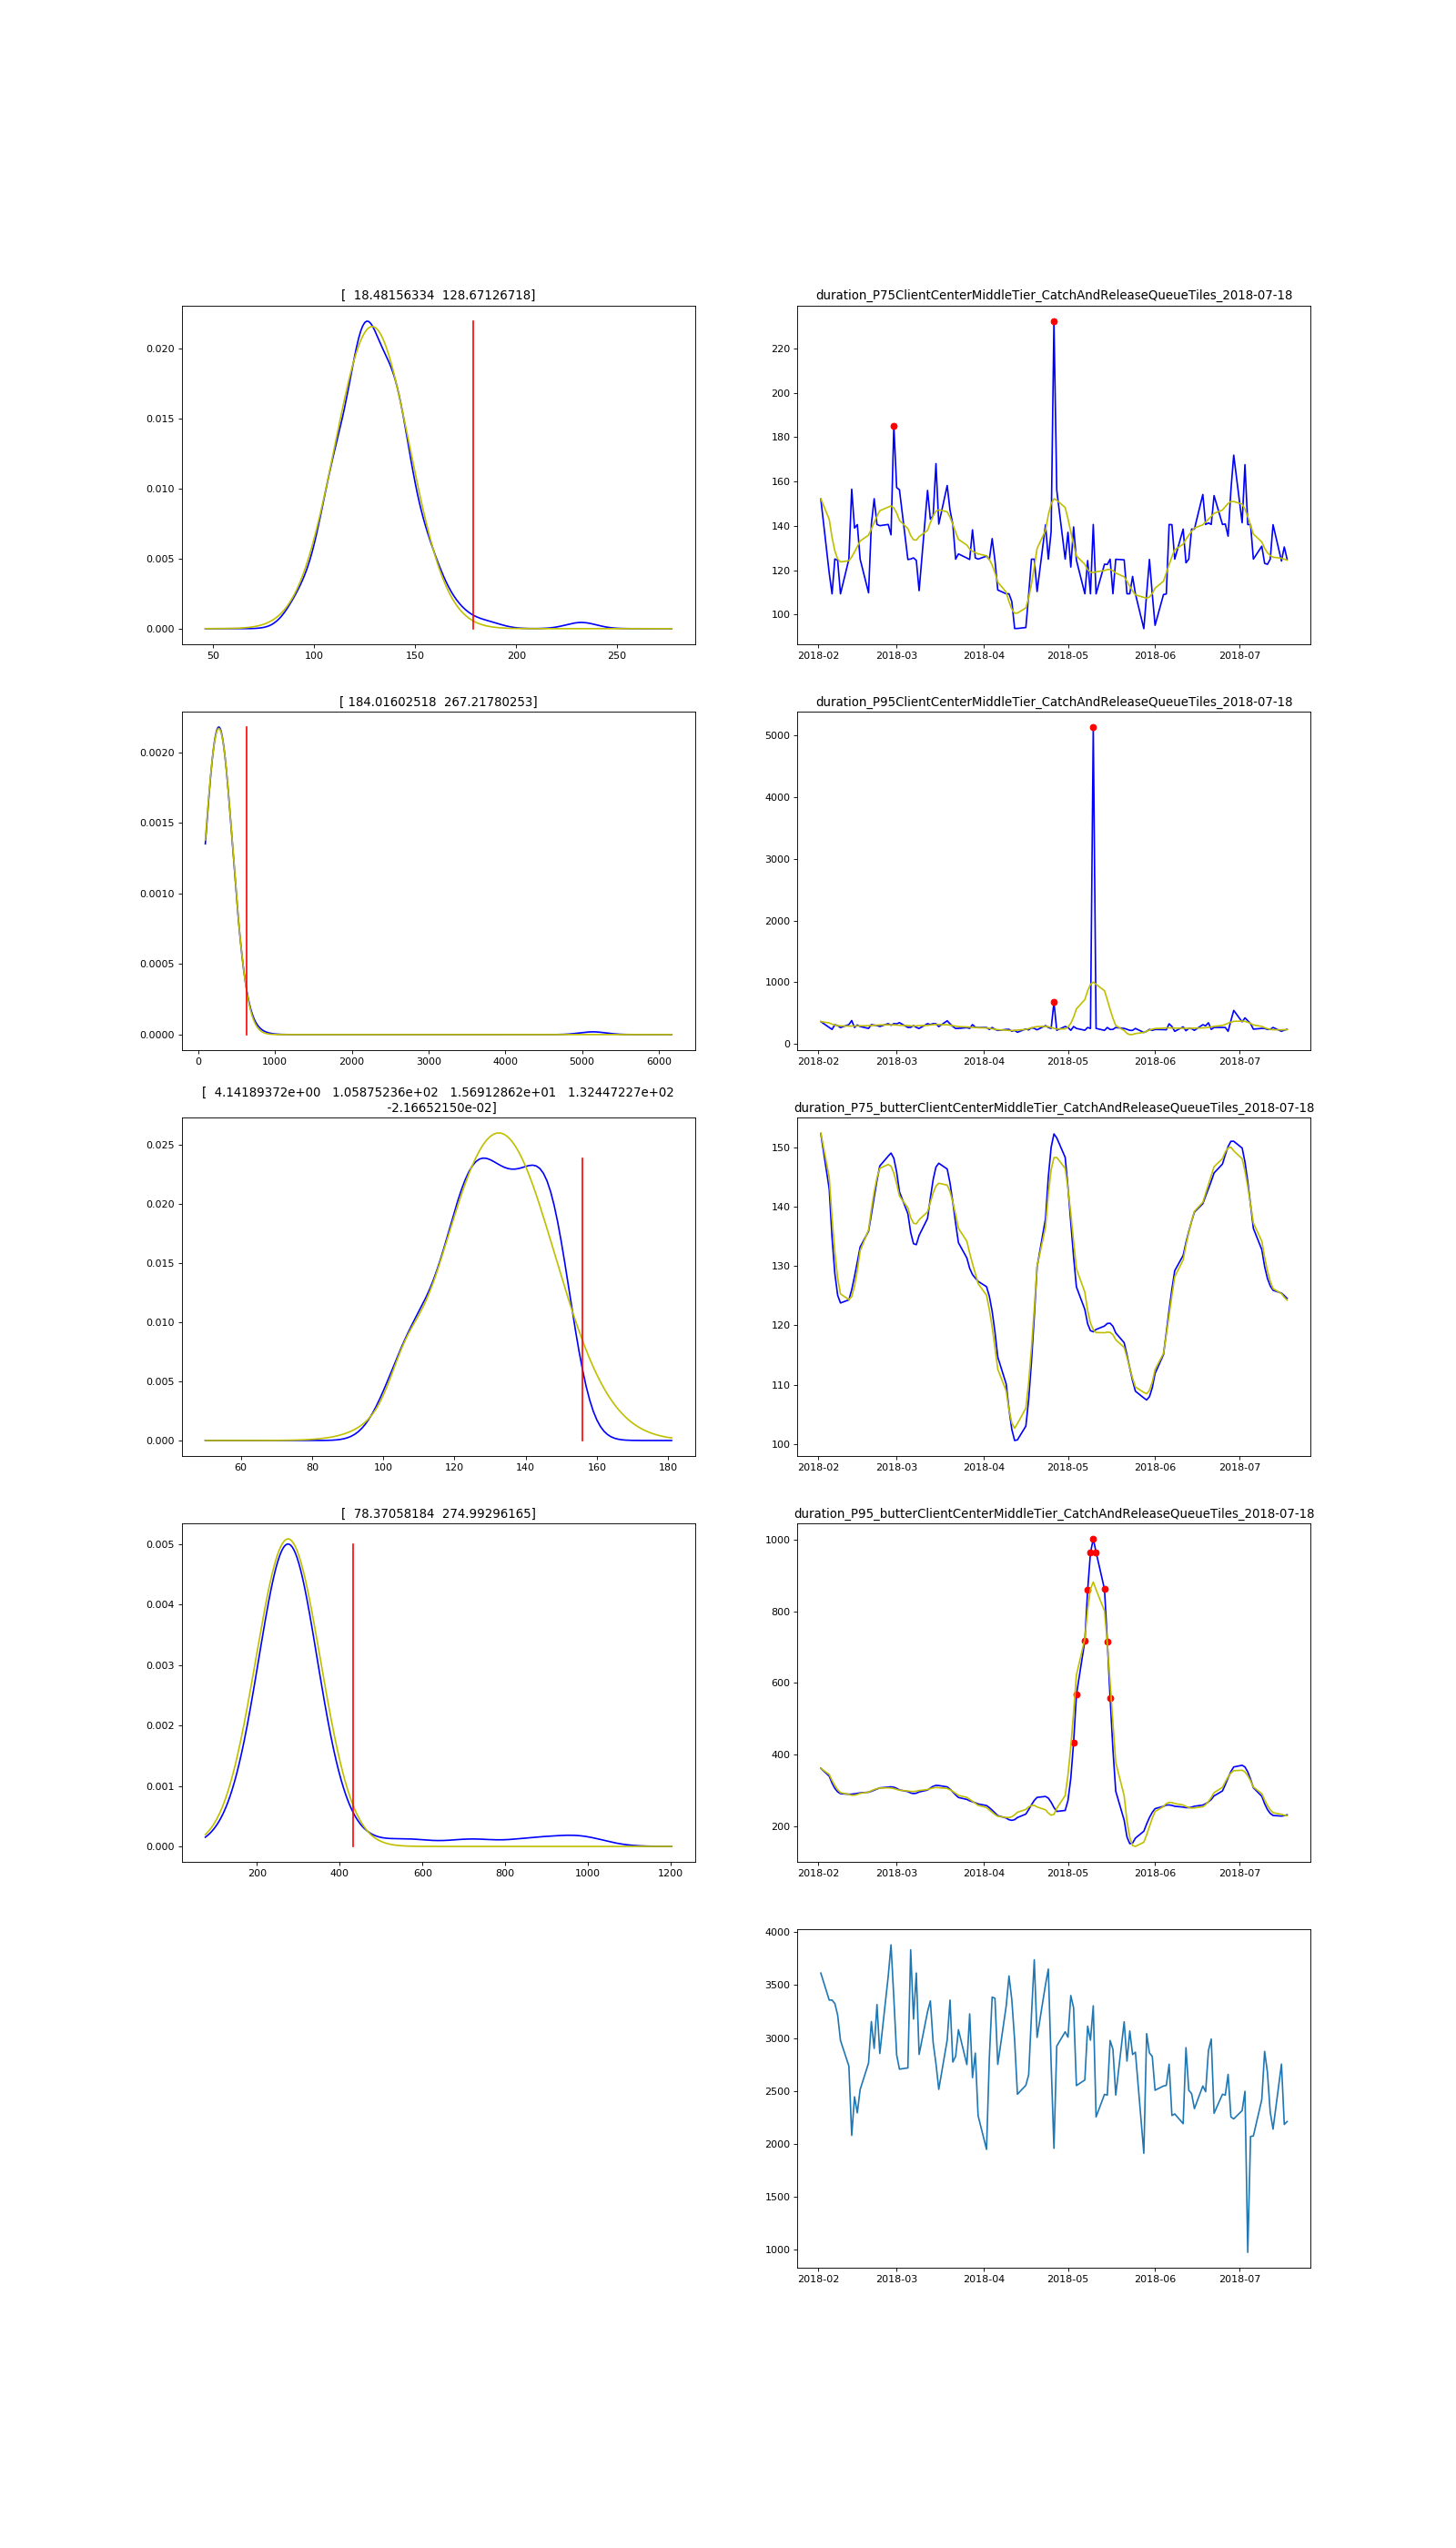 [  18.48156334  128.67126718]
0.020
0.015
0.010
0.005
0.000
50 100 150 200 250
duration_P75ClientCenterMiddleTier_CatchAndReleaseQueueTiles_2018-07-18
220
200
180
160
140
120
100
2018-02 2018-03 2018-04 2018-05 2018-06 2018-07
[ 184.01602518  267.21780253]
0.0020
0.0015
0.0010
0.0005
0.0000
0 1000 2000 3000 4000 5000 6000
duration_P95ClientCenterMiddleTier_CatchAndReleaseQueueTiles_2018-07-18
5000
4000
3000
2000
1000
0
2018-02 2018-03 2018-04 2018-05 2018-06 2018-07
[  4.14189372e+00   1.05875236e+02   1.56912862e+01   1.32447227e+02
-2.16652150e-02]
0.025
0.020
0.015
0.010
0.005
0.000
60 80 100 120 140 160 180
duration_P75_butterClientCenterMiddleTier_CatchAndReleaseQueueTiles_2018-07-18
150
140
130
120
110
100
2018-02 2018-03 2018-04 2018-05 2018-06 2018-07
[  78.37058184  274.99296165]
0.005
0.004
0.003
0.002
0.001
0.000
200 400 600 800 1000 1200
duration_P95_butterClientCenterMiddleTier_CatchAndReleaseQueueTiles_2018-07-18
1000
800
600
400
200
2018-02 2018-03 2018-04 2018-05 2018-06 2018-07
4000
3500
3000
2500
2000
1500
1000
2018-02 2018-03 2018-04 2018-05 2018-06 2018-07